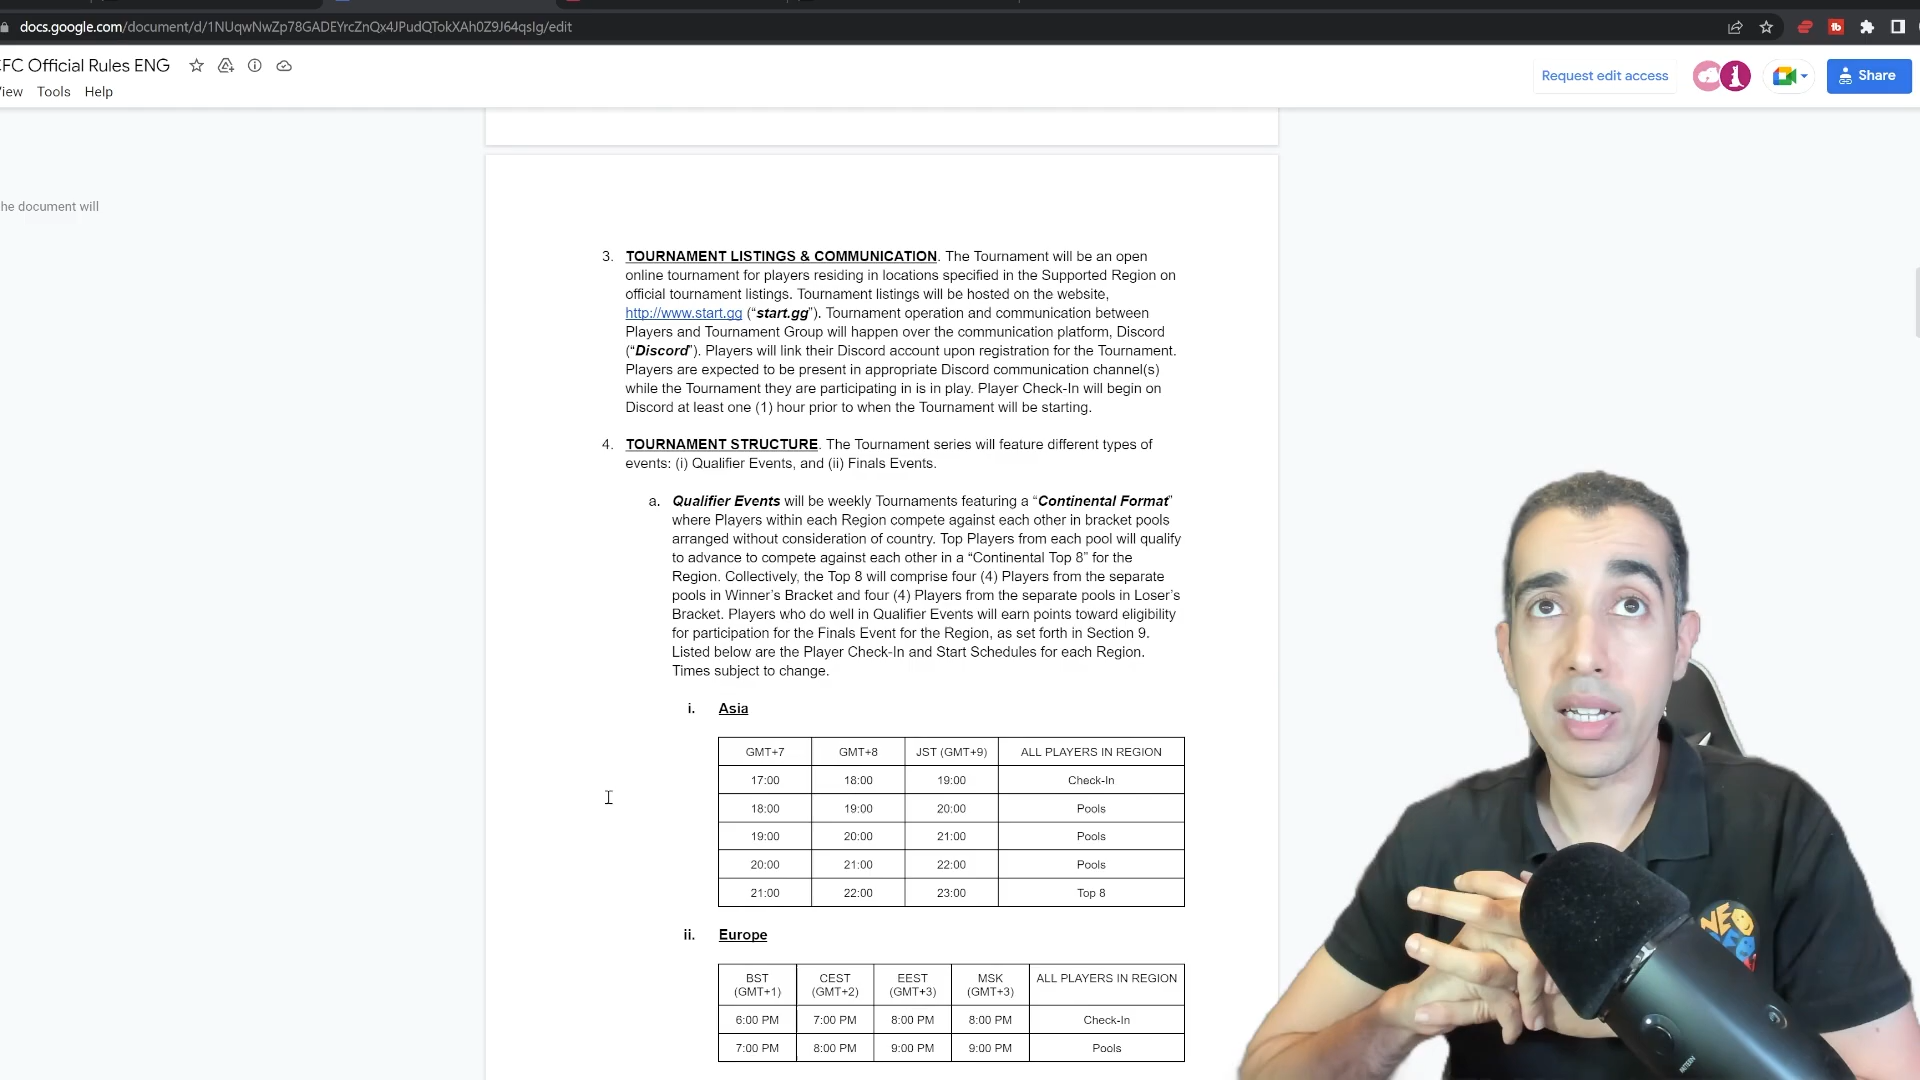 docs.google.com/document/d/1NUqwNwZp78GADEYrcZnQx4JPudQTokXAh0Z9J64qsIg/edit
FC Official Rules ENG
iew Tools Help
Request edit access
Share
he document will
3. TOURNAMENT LISTINGS & COMMUNICATION. The Tournament will be an open
online tournament for players residing in locations specified in the Supported Region on
official tournament listings. Tournament listings will be hosted on the website,
http://www.start.gg (“start.gg”). Tournament operation and communication between
Players and Tournament Group will happen over the communication platform, Discord
(“Discord”). Players will link their Discord account upon registration for the Tournament.
Players are expected to be present in appropriate Discord communication channel(s)
while the Tournament they are participating in is in play. Player Check-In will begin on
Discord at least one (1) hour prior to when the Tournament will be starting.
4. TOURNAMENT STRUCTURE. The Tournament series will feature different types of
events: (i) Qualifier Events, and (ii) Finals Events.
a. Qualifier Events will be weekly Tournaments featuring a “Continental Format”
where Players within each Region compete against each other in bracket pools
arranged without consideration of country. Top Players from each pool will qualify
to advance to compete against each other in a “Continental Top 8” for the
Region. Collectively, the Top 8 will comprise four (4) Players from the separate
pools in Winner’s Bracket and four (4) Players from the separate pools in Loser’s
Bracket. Players who do well in Qualifier Events will earn points toward eligibility
for participation for the Finals Event for the Region, as set forth in Section 9.
Listed below are the Player Check-In and Start Schedules for each Region.
Times subject to change.
i. Asia
GMT+7 GMT+8 JST (GMT+9) ALL PLAYERS IN REGION
17:00 18:00 19:00 Check-In
18:00 19:00 20:00 Pools
19:00 20:00 21:00 Pools
20:00 21:00 22:00 Pools
21:00 22:00 23:00 Top 8
ii. Europe
BST CEST EEST MSK ALL PLAYERS IN REGION
(GMT+1) (GMT+2) (GMT+3) (GMT+3)
6:00 PM 7:00 PM 8:00 PM 8:00 PM Check-In
7:00 PM 8:00 PM 9:00 PM 9:00 PM Pools
NEO
PATTERN